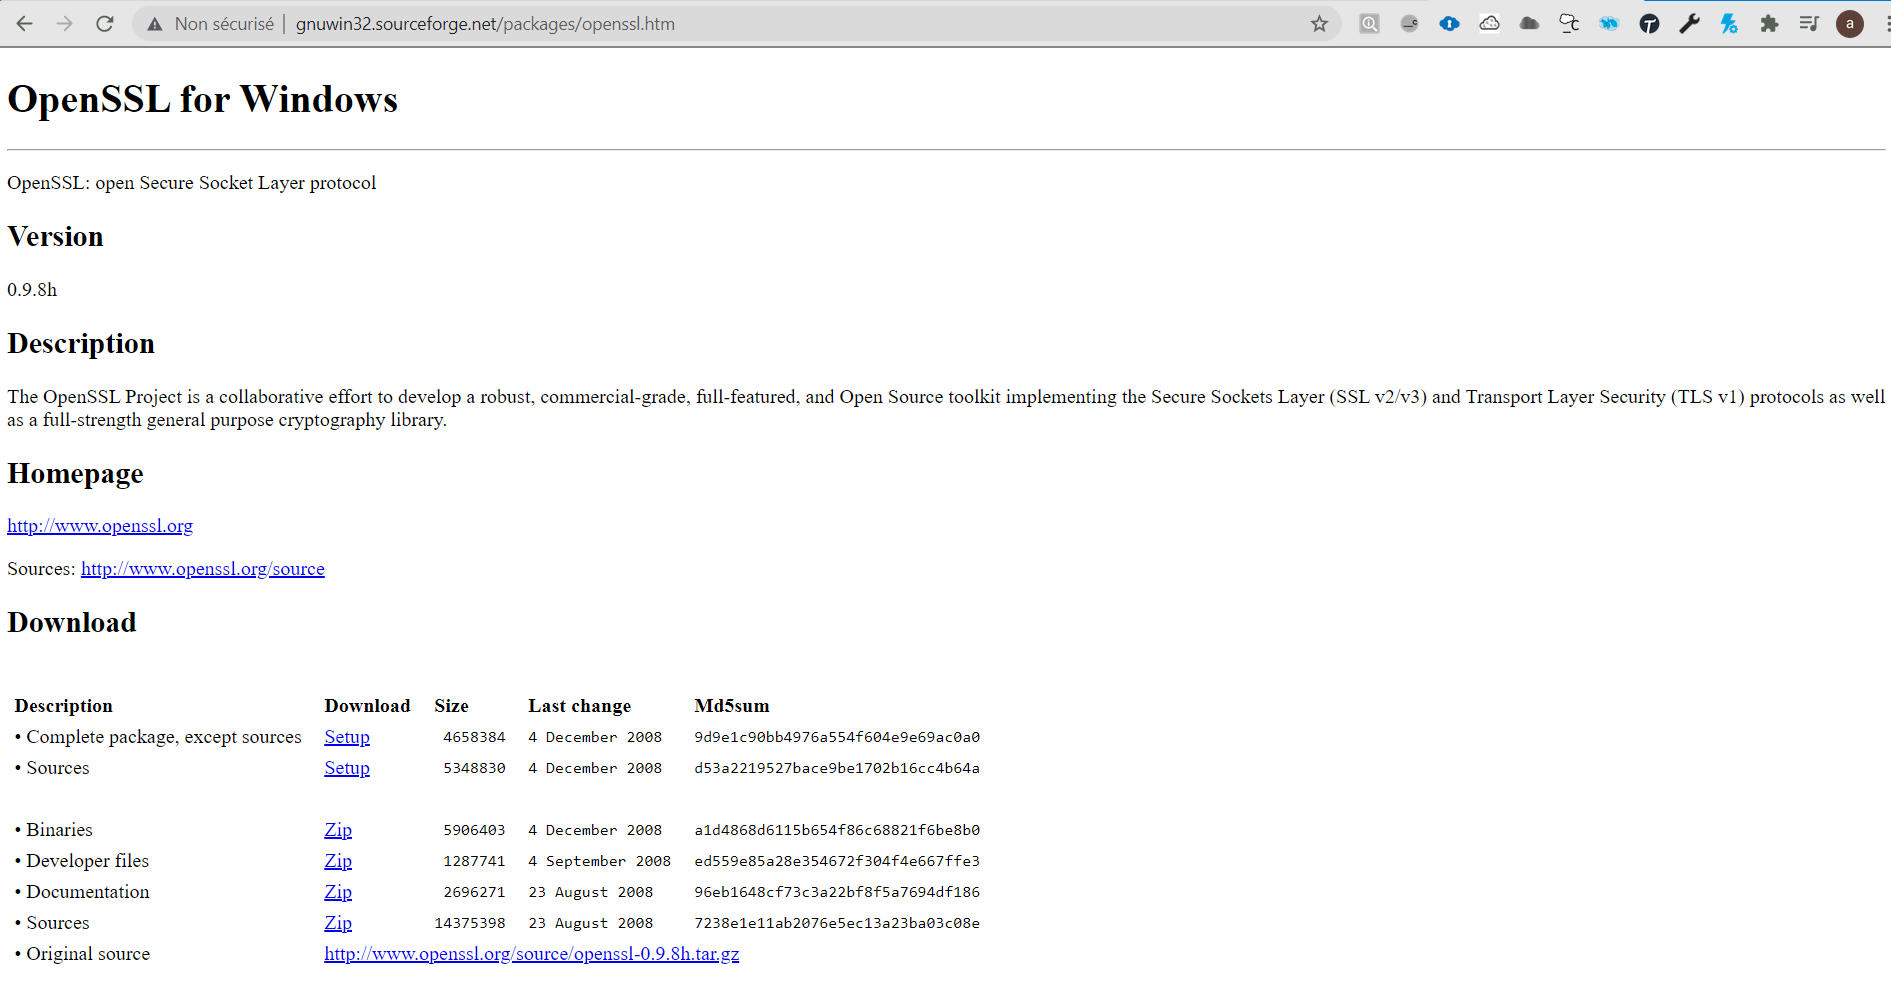 Non sécurisé | gnuwin32.sourceforge.net/packages/openssl.htm
a
OpenSSL for Windows
OpenSSL: open Secure Socket Layer protocol
Version
0.9.8h
Description
The OpenSSL Project is a collaborative effort to develop a robust, commercial-grade, full-featured, and Open Source toolkit implementing the Secure Sockets Layer (SSL v2/v3) and Transport Layer Security (TLS v1) protocols as well
as a full-strength general purpose cryptography library.
Homepage
http://www.openssl.org
Sources: http://www.openssl.org/source
Download
Description Download Size Last change Md5sum
• Complete package, except sources Setup 4658384 4 December 2008 9d9e1c90bb4976a554f604e9e69ac0a0
• Sources Setup 5348830 4 December 2008 d53a2219527bace9be1702b16cc4b64a
• Binaries Zip 5906403 4 December 2008 a1d4868d6115b654f86c68821f6be8b0
• Developer files Zip 1287741 4 September 2008 ed559e85a28e354672f304f4e667ffe3
• Documentation Zip 2696271 23 August 2008 96eb1648cf73c3a22bf8f5a7694df186
• Sources Zip 14375398 23 August 2008 7238e1e11ab2076e5ec13a23ba03c08e
• Original source http://www.openssl.org/source/openssl-0.9.8h.tar.gz